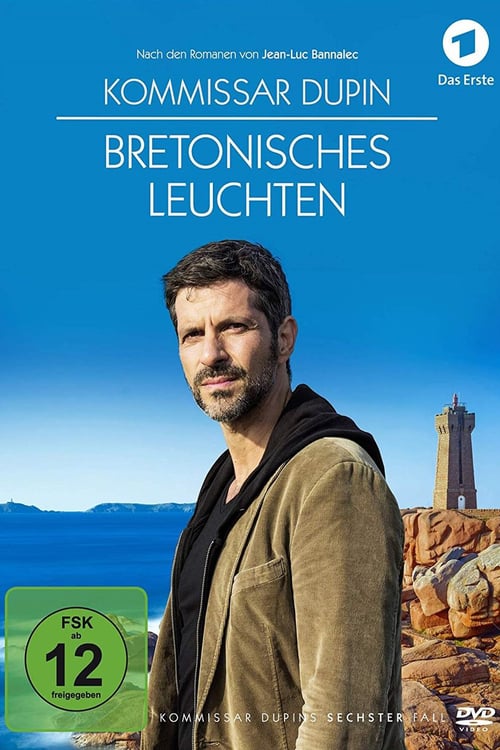 Nach den Romanen von Jean-Luc Bannalec
1
Das Erste
KOMMISSAR DUPIN
BRETONISCHES
LEUCHTEN
FSK
ab
12
freigegeben
KOMMISSAR DUPINS SECHSTER FALL
DVD
VIDEO